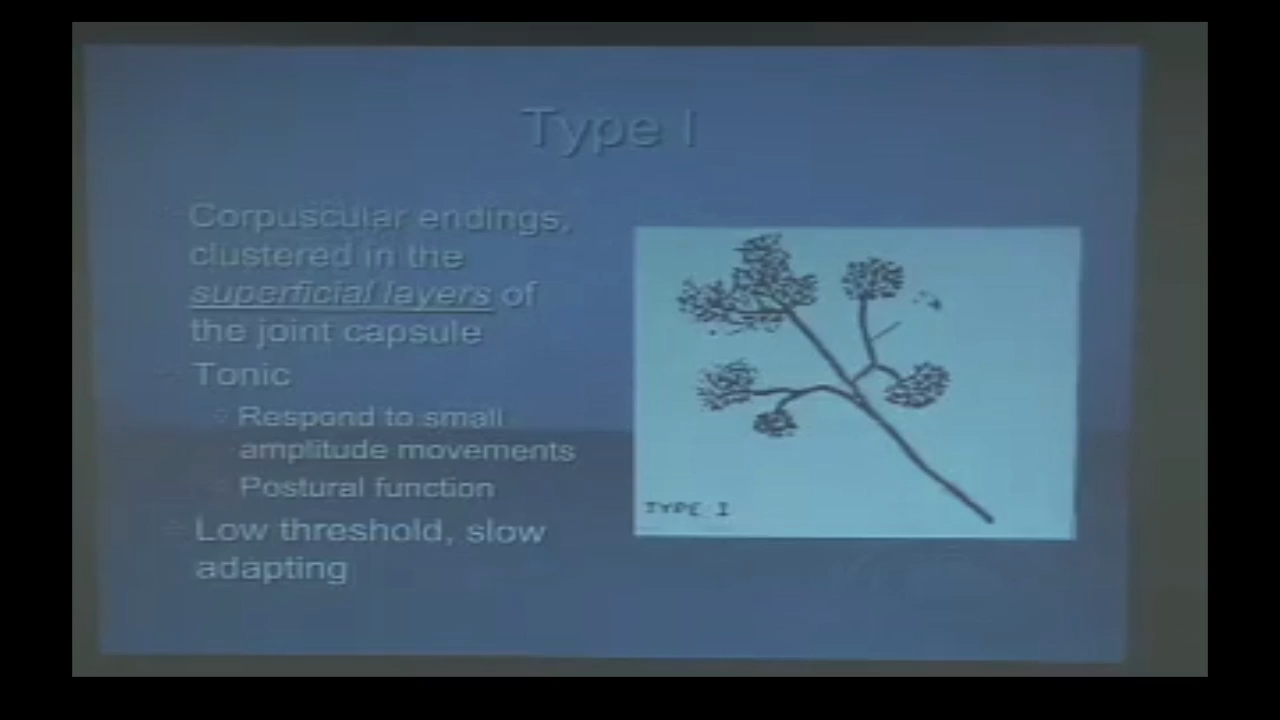 Type I
Corpuscular endings,
clustered in the
superficial layers of
the joint capsule
Tonic
Respond to small
amplitude movements
Postural function
Low threshold, slow
adapting
TYPE I